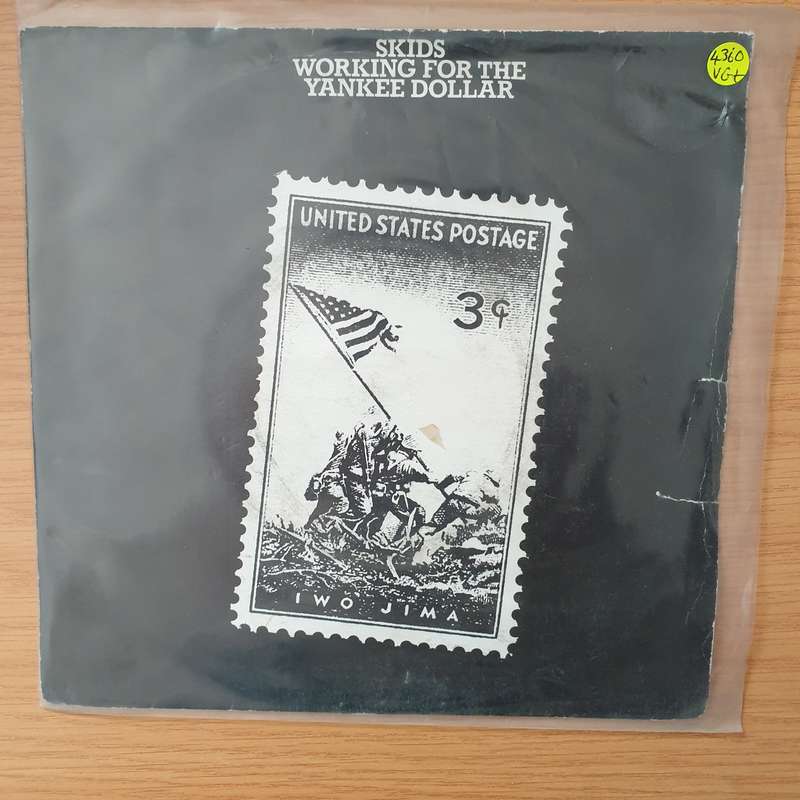 SKIDS
WORKING FOR THE
YANKEE DOLLAR
4360
VG+
UNITED STATES POSTAGE
3¢
IWO JIMA